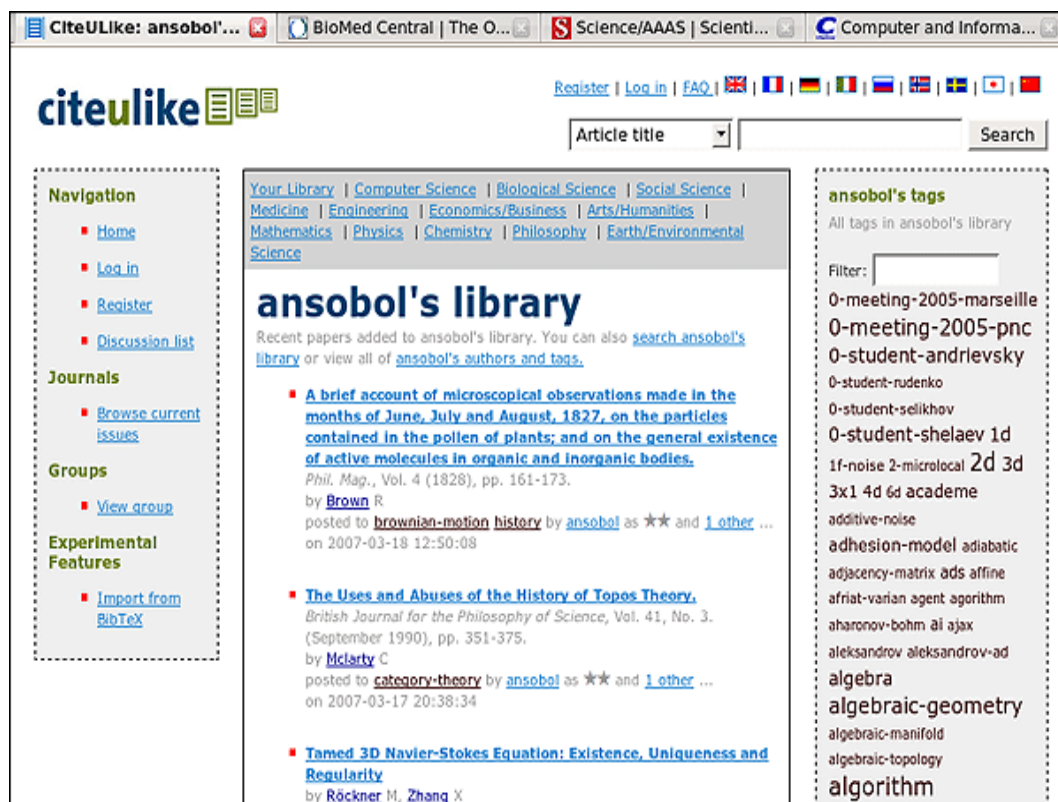 CiteULike: ansobol'... BioMed Central | The O... Science/AAAS | Scienti... Computer and Informa...
citeulike
Register | Log in | FAQ | | | | | | | | |
Article title Search
Navigation
Home
Log in
Register
Discussion list
Journals
Browse current
issues
Groups
View group
Experimental
Features
Import from
BibTeX
Your Library | Computer Science | Biological Science | Social Science |
Medicine | Engineering | Economics/Business | Arts/Humanities |
Mathematics | Physics | Chemistry | Philosophy | Earth/Environmental
Science
ansobol's library
Recent papers added to ansobol's library. You can also search ansobol's
library or view all of ansobol's authors and tags.
A brief account of microscopical observations made in the
months of June, July and August, 1827, on the particles
contained in the pollen of plants; and on the general existence
of active molecules in organic and inorganic bodies.
Phil. Mag., Vol. 4 (1828), pp. 161-173.
by Brown R
posted to brownian-motion history by ansobol as ★★ and 1 other ...
on 2007-03-18 12:50:08
The Uses and Abuses of the History of Topos Theory.
British Journal for the Philosophy of Science, Vol. 41, No. 3.
(September 1990), pp. 351-375.
by Mclarty C
posted to category-theory by ansobol as ★★ and 1 other ...
on 2007-03-17 20:38:34
Tamed 3D Navier-Stokes Equation: Existence, Uniqueness and
Regularity
by Röckner M, Zhang X
ansobol's tags
All tags in ansobol's library
Filter:
0-meeting-2005-marseille
0-meeting-2005-pnc
0-student-andrievsky
0-student-rudenko
0-student-selikhov
0-student-shelaev 1d
1f-noise 2-microlocal 2d 3d
3x1 4d 6d academe
additive-noise
adhesion-model adiabatic
adjacency-matrix ads affine
afriat-varian agent agorithm
aharonov-bohm ai ajax
aleksandrov aleksandrov-ad
algebra
algebraic-geometry
algebraic-manifold
algebraic-topology
algorithm